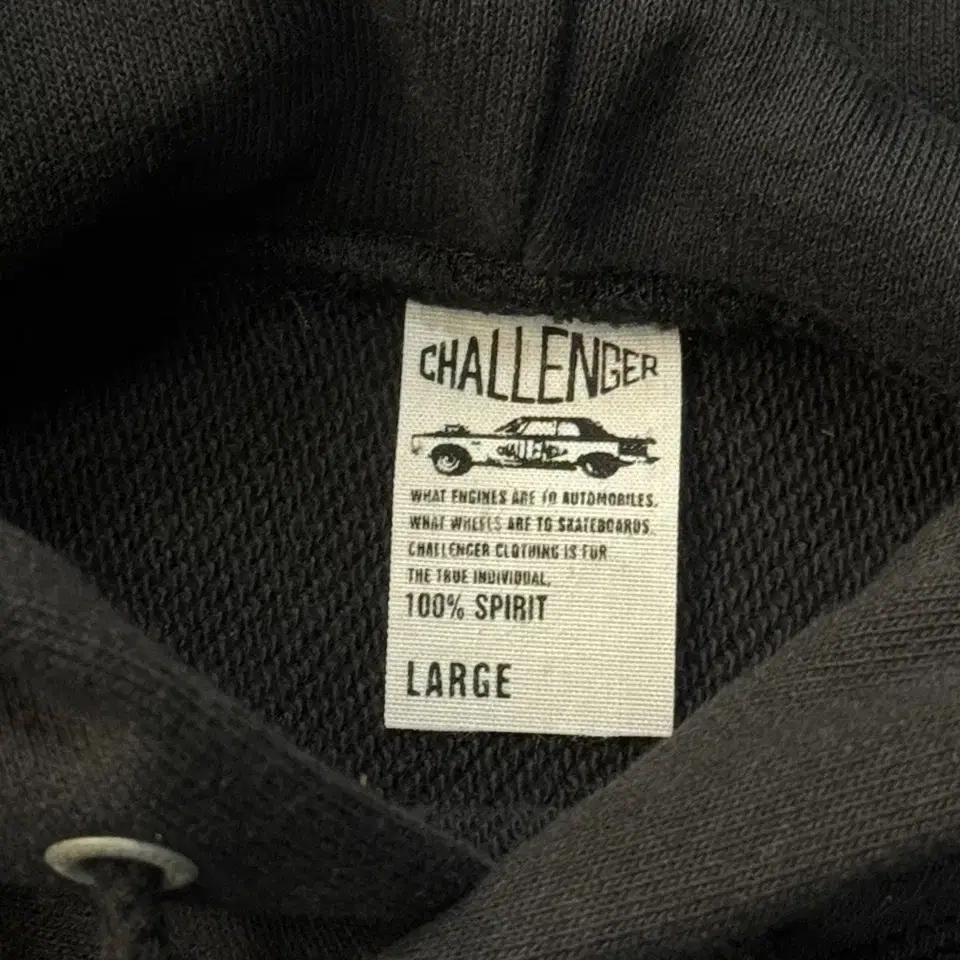 CHALLENGER
CHALLENGER
WHAT ENGINES ARE TO AUTOMOBILES.
WHAT WHEELS ARE TO SKATEBOARDS.
CHALLENGER CLOTHING IS FOR
THE TRUE INDIVIDUAL.
100% SPIRIT
LARGE